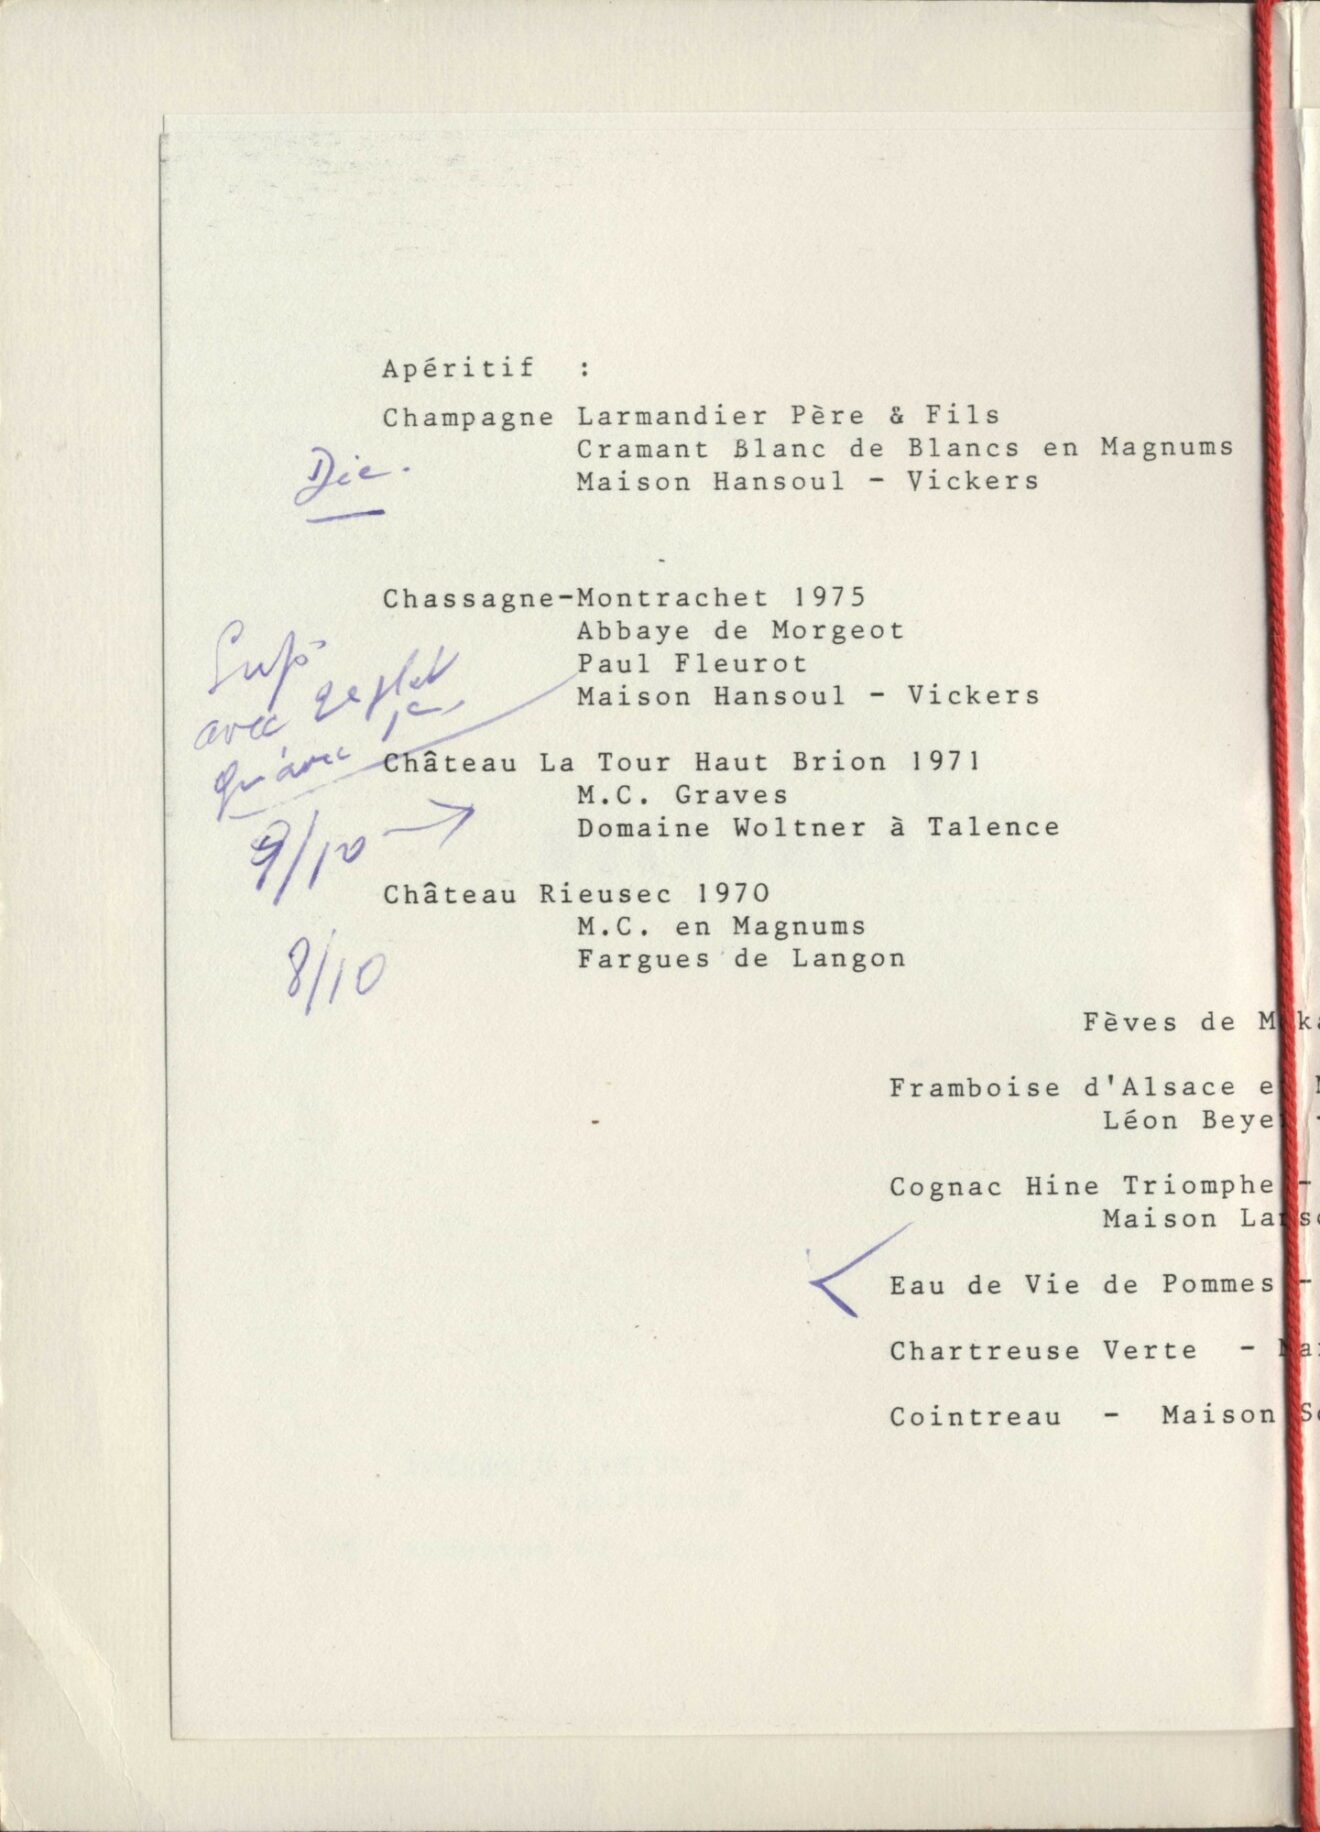 Apéritif :
Champagne Larmandier Père & Fils
Cramant Blanc de Blancs en Magnums
Maison Hansoul - Vickers
Chassagne-Montrachet 1975
Abbaye de Morgeot
Paul Fleurot
Maison Hansoul - Vickers
avec
qu'avec
Château La Tour Haut Brion 1971
M.C. Graves
Domaine Woltner à Talence
9/10
Château Rieusec 1970
M.C. en Magnums
Fargues de Langon
8/10
Fèves de
Framboise d'Alsace
Léon
Cognac Hine Triomphe -
Maison
Eau de Vie de Pommes -
Chartreuse Verte -
Cointreau - Maison